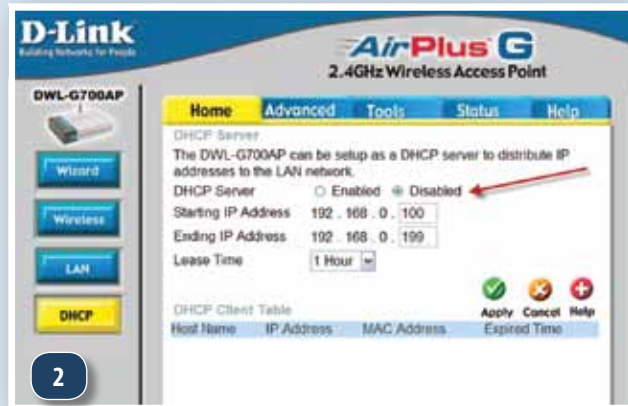 D-Link
Building Networks for People
AirPlus G
2.4GHz Wireless Access Point
DWL-G700AP
Home Advanced Tools Status Help
Wizard
Wireless
LAN
DHCP
DHCP Server
The DWL-G700AP can be setup as a DHCP server to distribute IP
addresses to the LAN network.
DHCP Server Enabled Disabled
Starting IP Address 192 . 168 . 0 . 100
Ending IP Address 192 . 168 . 0 . 199
Lease Time 1 Hour
Apply Cancel Help
DHCP Client Table
Host Name IP Address MAC Address Expired Time
2